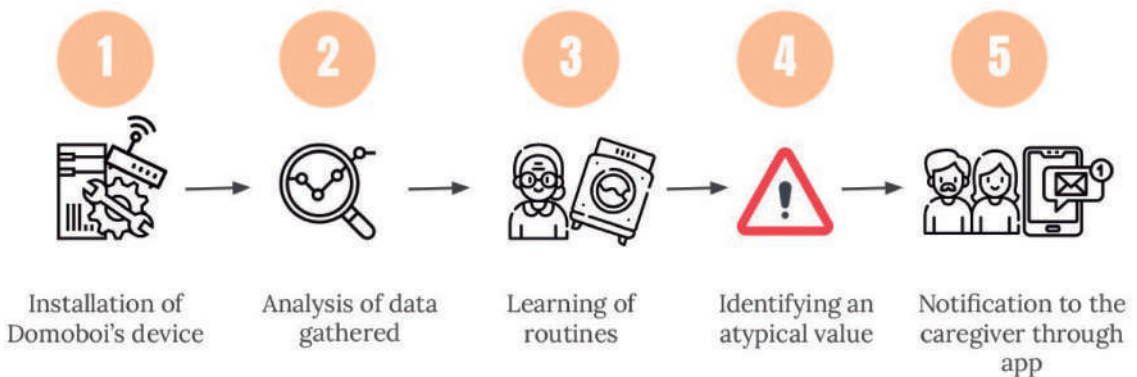 1
2
3
4
5
1
Installation of
Domoboi's device
Analysis of data
gathered
Learning of
routines
Identifying an
atypical value
Notification to the
caregiver through
app